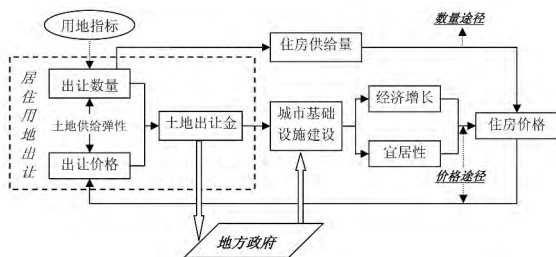 用地指标
数量途径
住房供给量
居住用地出让
出让数量
土地供给弹性
出让价格
土地出让金
城市基础
设施建设
经济增长
宜居性
住房价格
价格途径
地方政府